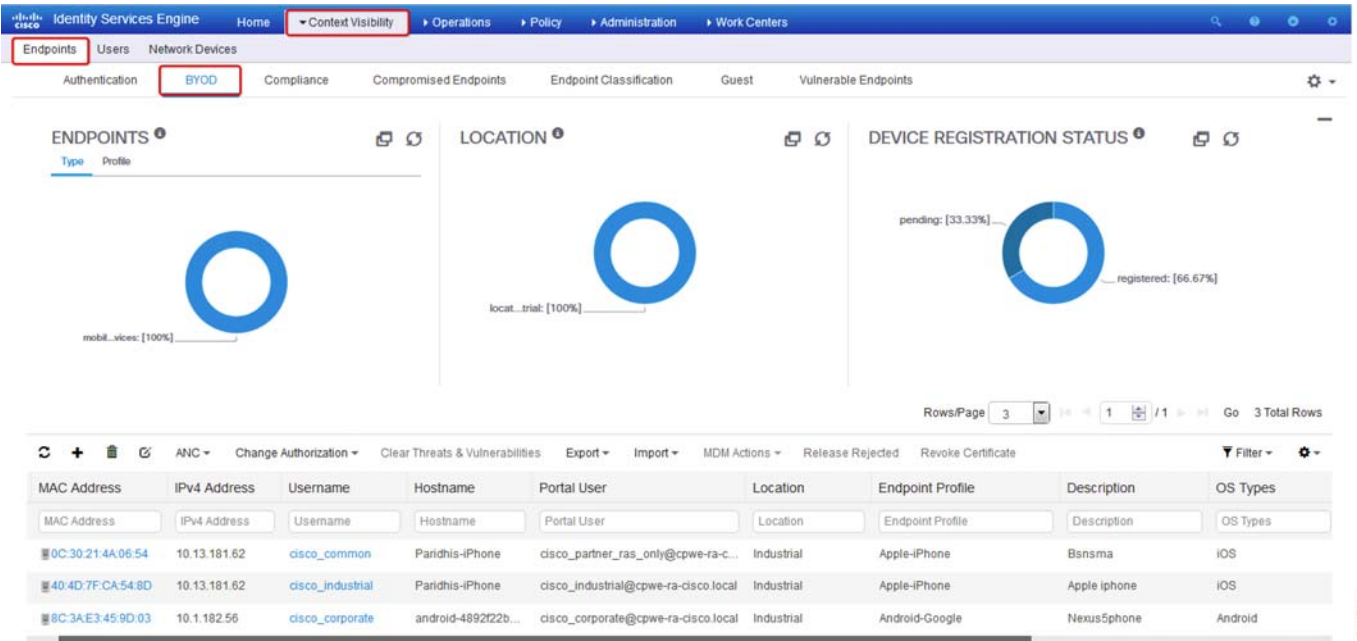 cisco Identity Services Engine Home Context Visibility Operations Policy Administration Work Centers
Endpoints Users Network Devices
Authentication BYOD Compliance Compromised Endpoints Endpoint Classification Guest Vulnerable Endpoints
ENDPOINTS
Type Profile
mobil...vices: [100%]
LOCATION
locat...trial: [100%]
DEVICE REGISTRATION STATUS
pending: [33.33%]
registered: [66.67%]
Rows/Page 3 1 / 1 Go 3 Total Rows
ANC Change Authorization Clear Threats & Vulnerabilities Export Import MDM Actions Release Rejected Revoke Certificate Filter
MAC Address IPv4 Address Username Hostname Portal User Location Endpoint Profile Description OS Types
MAC Address IPv4 Address Username Hostname Portal User Location Endpoint Profile Description OS Types
0C:30:21:4A:06:54 10.13.181.62 cisco_common Paridhis-iPhone cisco_partner_ras_only@cpwe-ra-c... Industrial Apple-iPhone Bsnsma iOS
40:4D:7F:CA:54:8D 10.13.181.62 cisco_industrial Paridhis-iPhone cisco_industrial@cpwe-ra-cisco.local Industrial Apple-iPhone Apple iphone iOS
8C:3A:E3:45:9D:03 10.1.182.56 cisco_corporate android-4892f22b... cisco_corporate@cpwe-ra-cisco.local Industrial Android-Google Nexus5phone Android